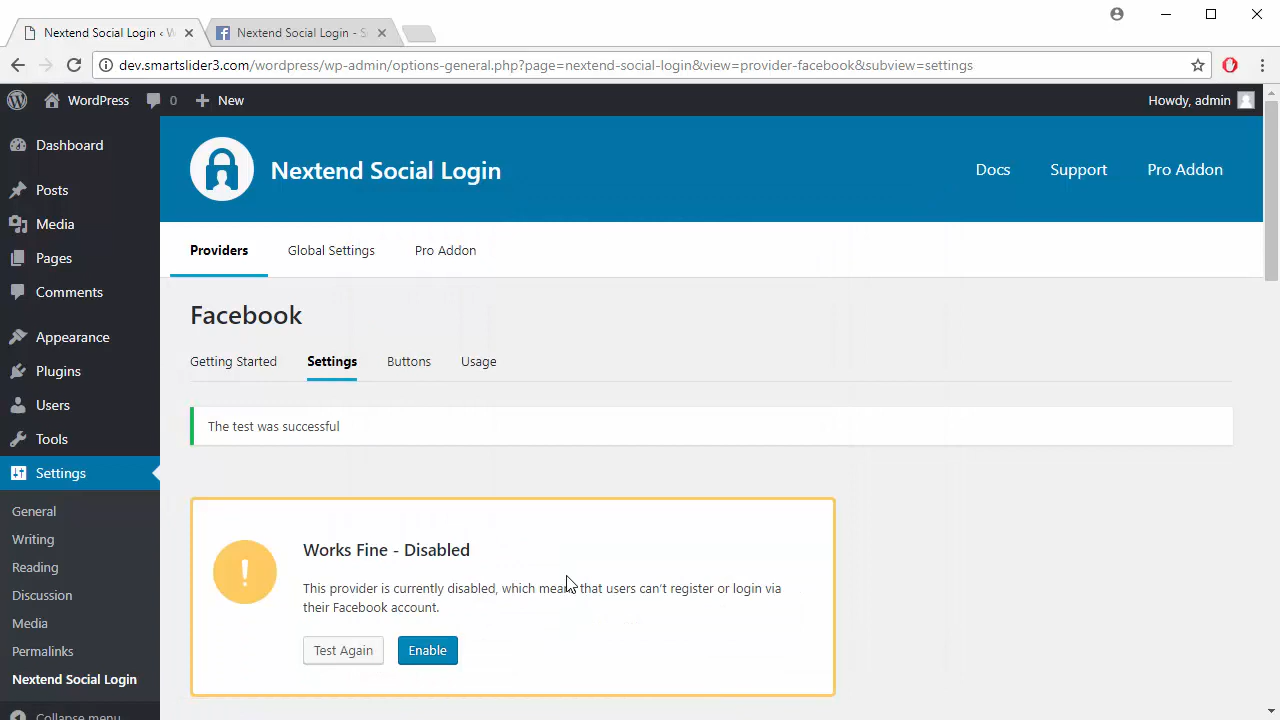 Nextend Social Login ‹ W
Nextend Social Login - S
dev.smartslider3.com/wordpress/wp-admin/options-general.php?page=nextend-social-login&view=provider-facebook&subview=settings
WordPress
0
New
Howdy, admin
Dashboard
Posts
Media
Pages
Comments
Appearance
Plugins
Users
Tools
Settings
General
Writing
Reading
Discussion
Media
Permalinks
Nextend Social Login
Collapse menu
Nextend Social Login
Docs
Support
Pro Addon
Providers
Global Settings
Pro Addon
Facebook
Getting Started
Settings
Buttons
Usage
The test was successful
Works Fine - Disabled
This provider is currently disabled, which means that users can't register or login via
their Facebook account.
Test Again
Enable